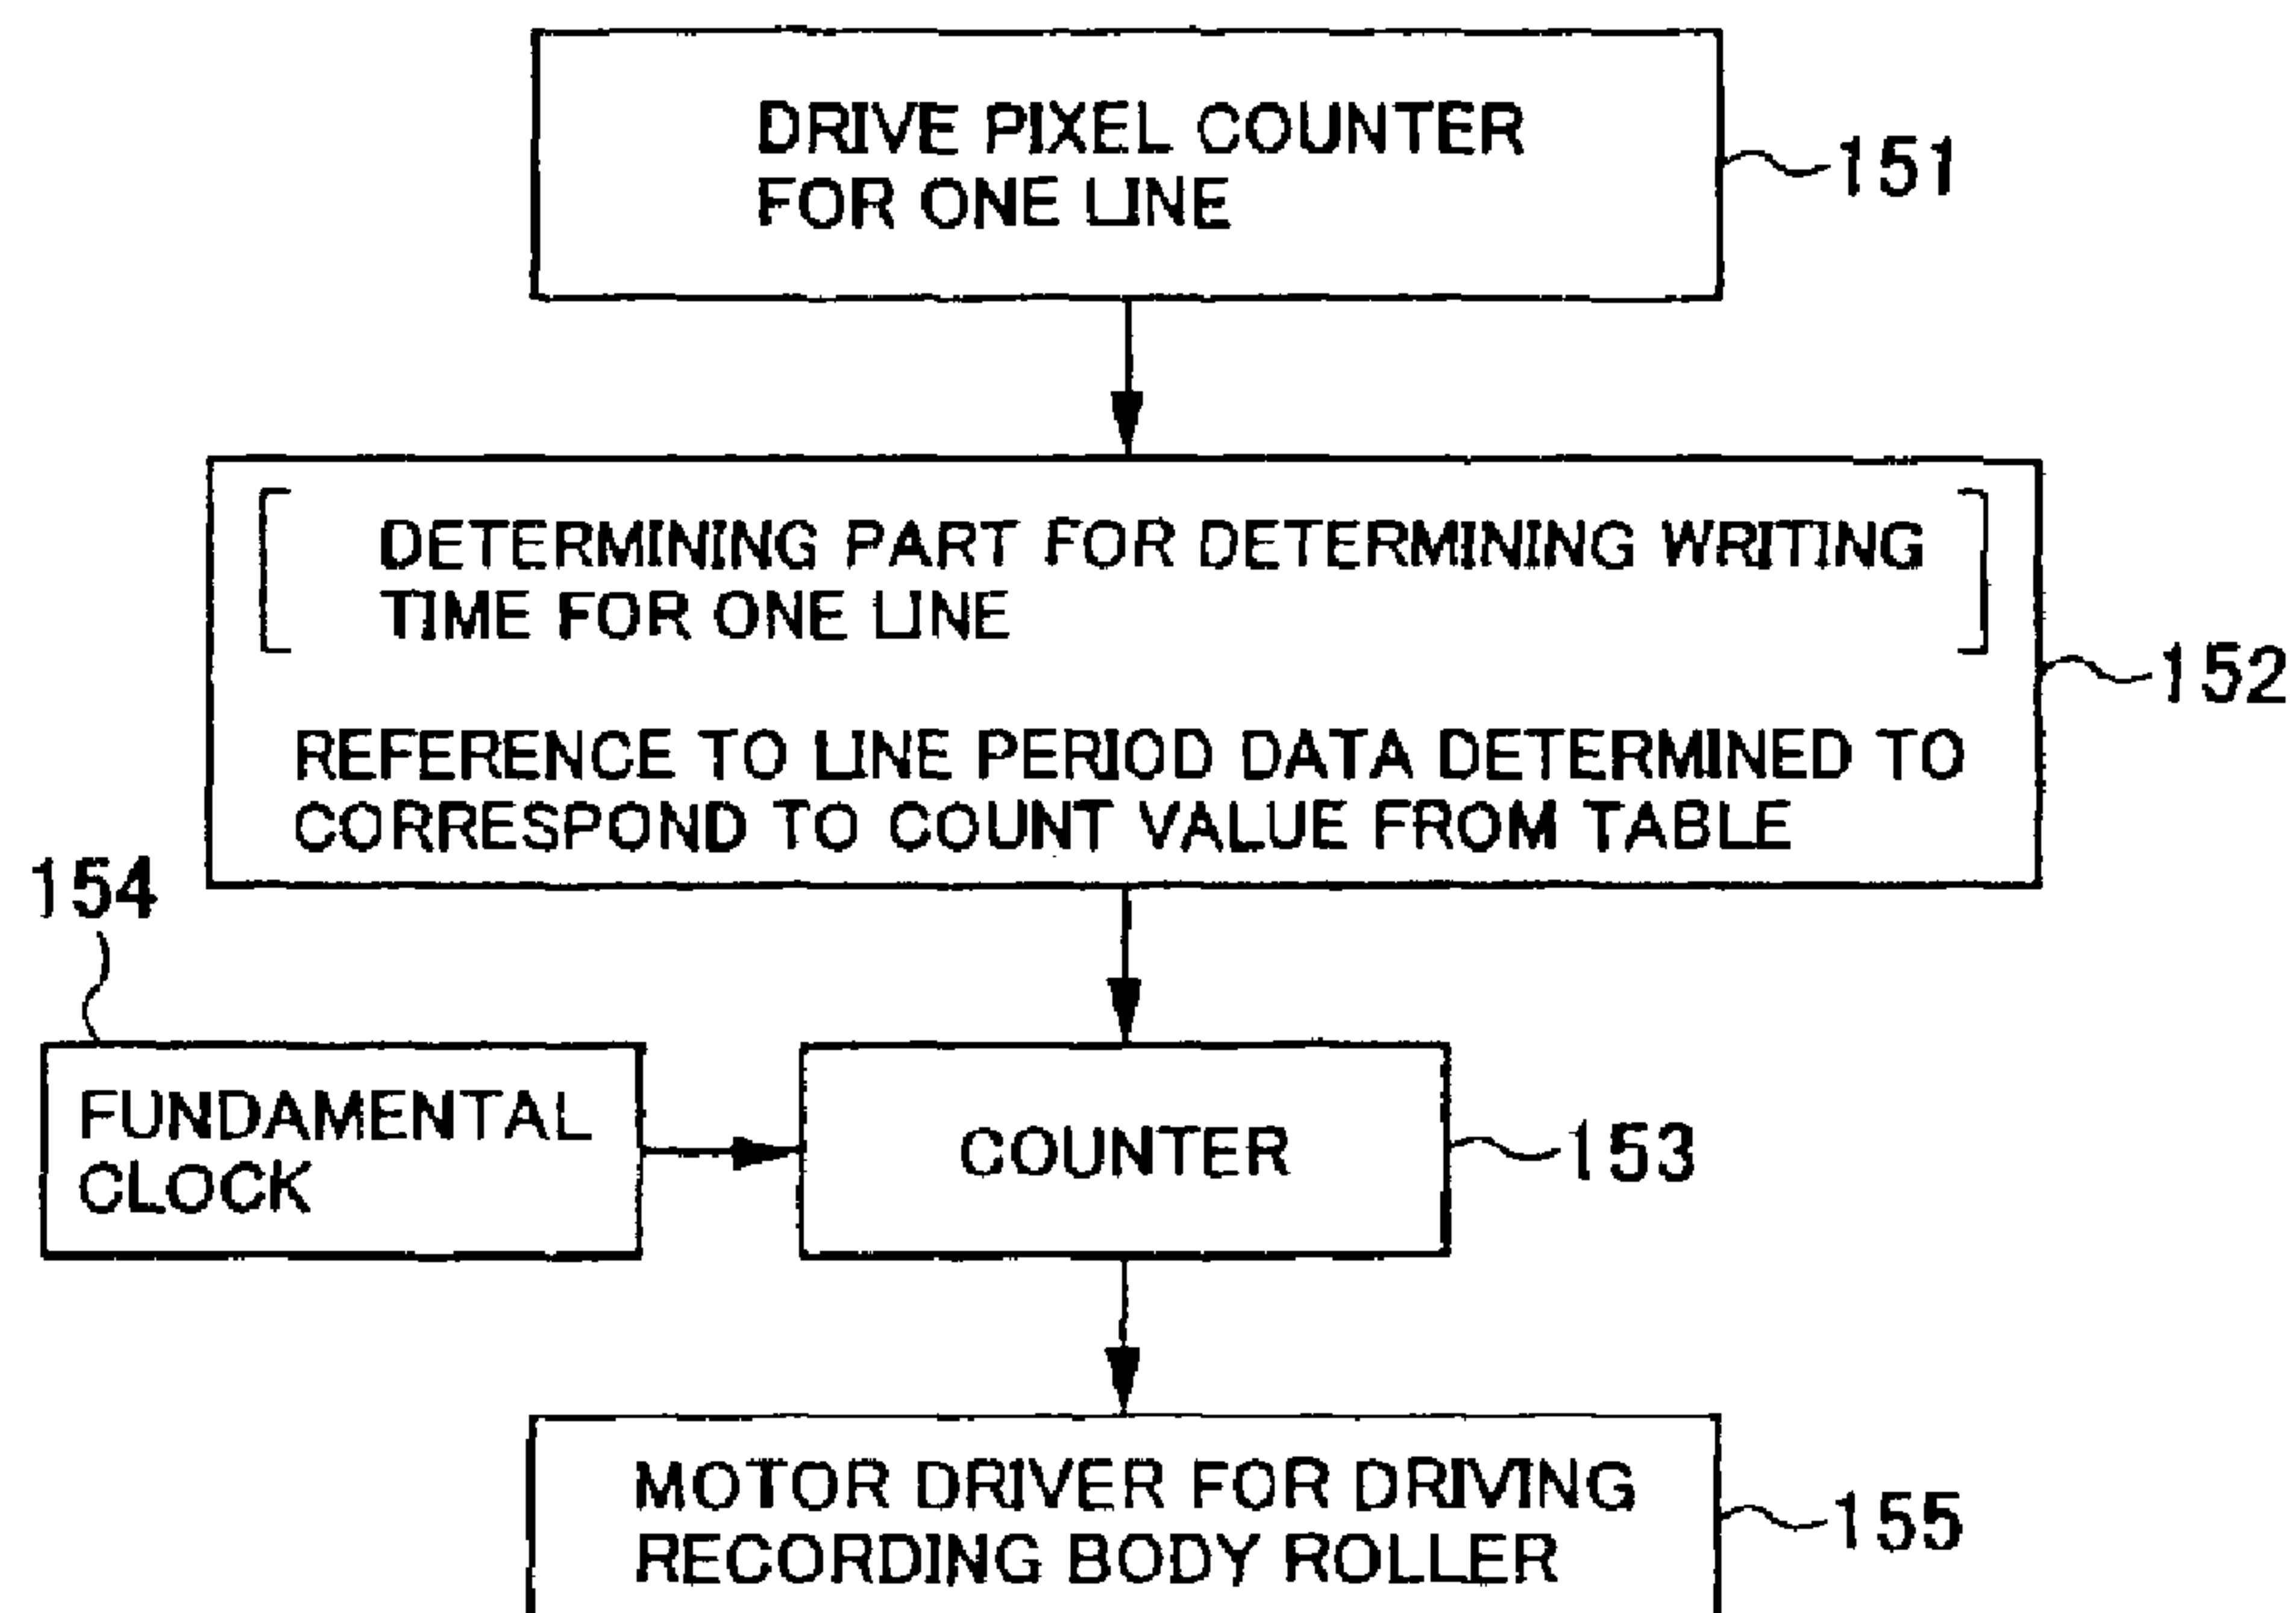 DRIVE PIXEL COUNTER
FOR ONE LINE
151
DETERMINING PART FOR DETERMINING WRITING
TIME FOR ONE LINE
152
REFERENCE TO LINE PERIOD DATA DETERMINED TO
CORRESPOND TO COUNT VALUE FROM TABLE
154
FUNDAMENTAL
CLOCK
COUNTER
153
MOTOR DRIVER FOR DRIVING
RECORDING BODY ROLLER
155